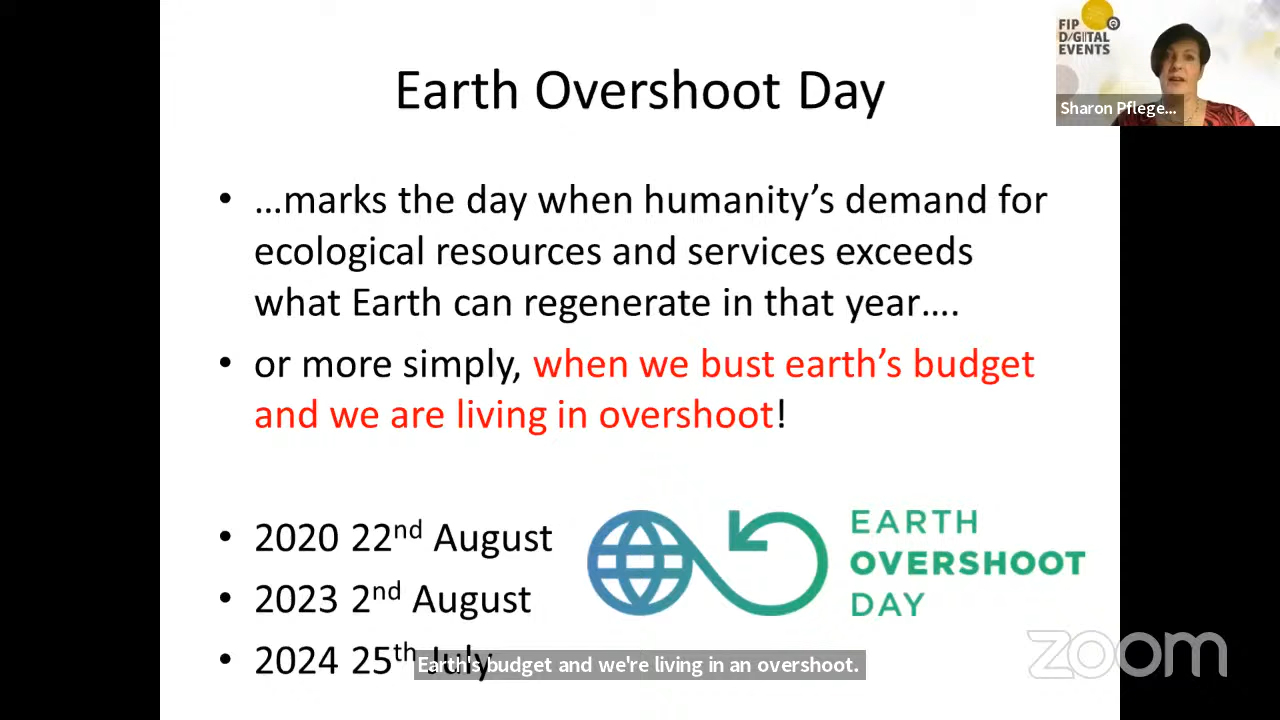 Earth Overshoot Day
FIP
DIGITAL
EVENTS
Sharon Pflege...
• …marks the day when humanity’s demand for
ecological resources and services exceeds
what Earth can regenerate in that year….
• or more simply, when we bust earth’s budget
and we are living in overshoot!
• 2020 22nd August
• 2023 2nd August
• 2024 25th July
EARTH
OVERSHOOT
DAY
zoom
Earth's budget and we're living in an overshoot.